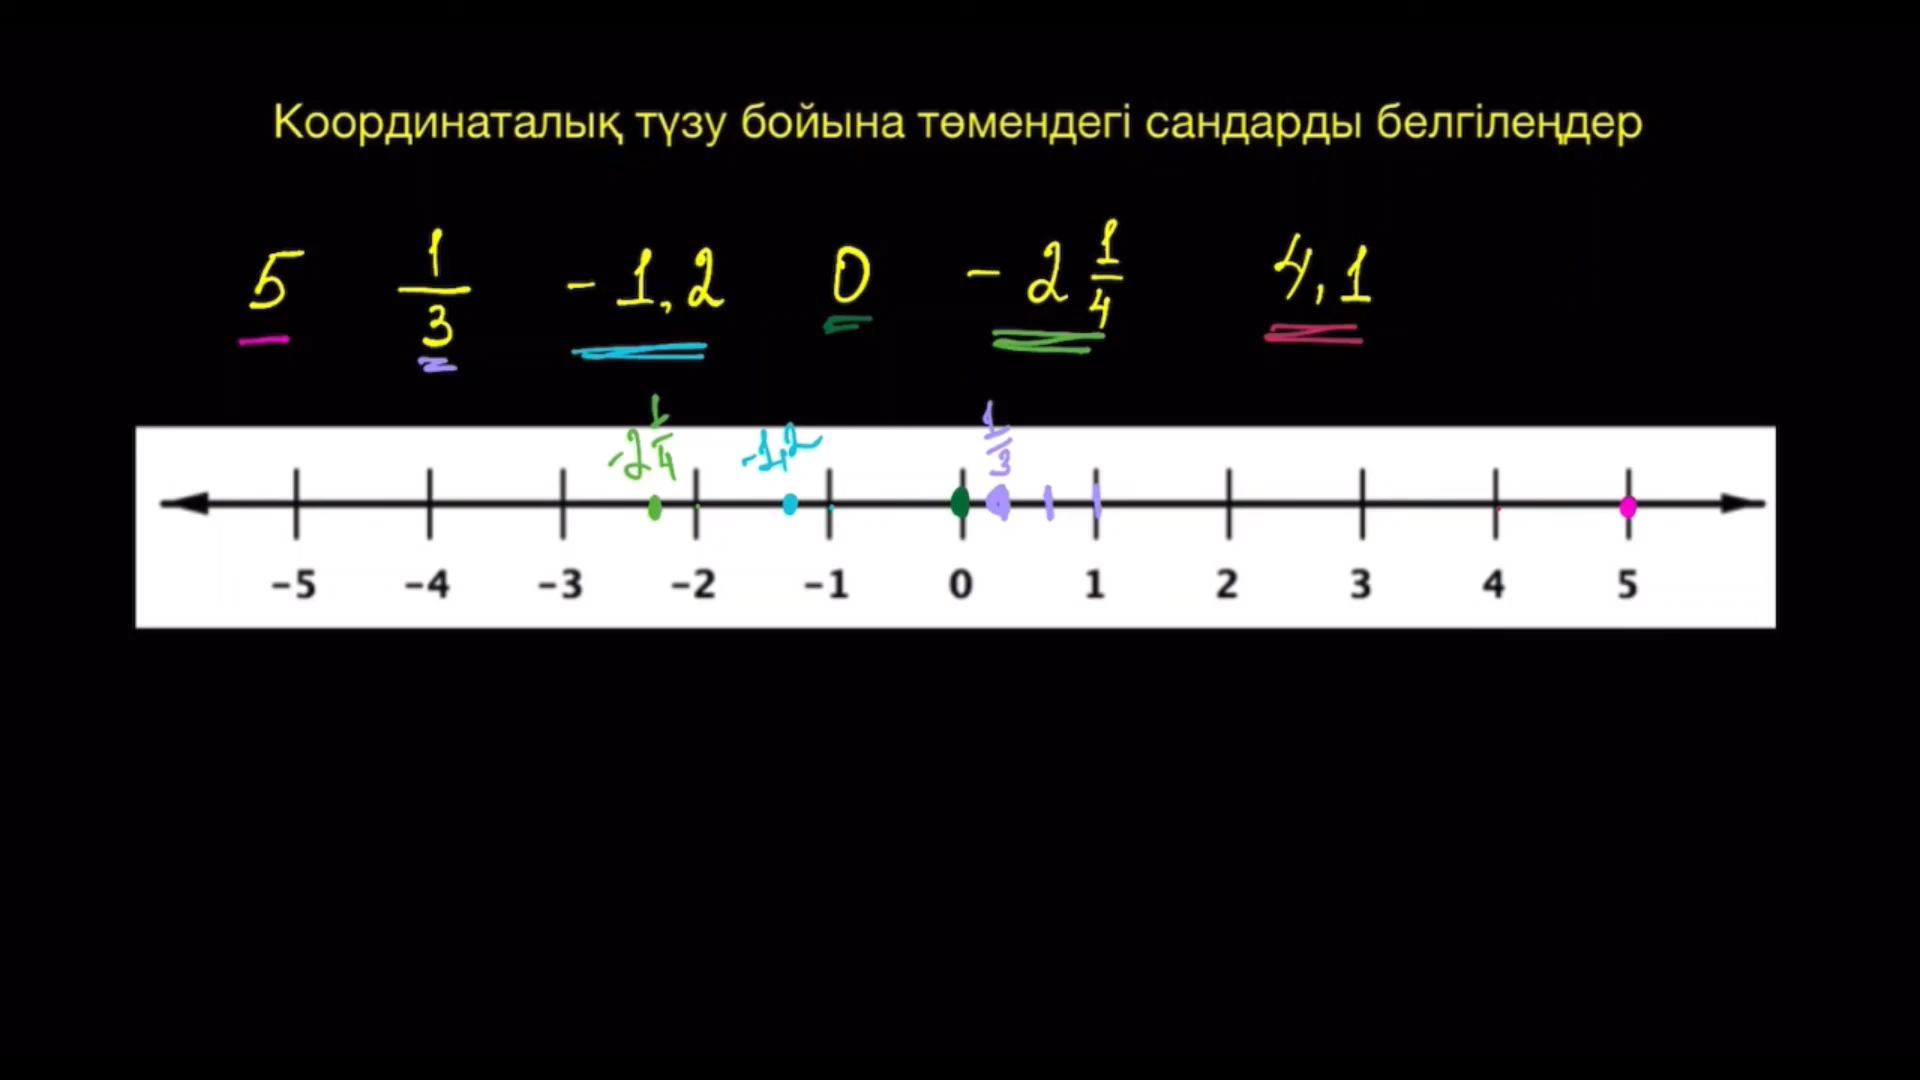 Координаталық түзу бойына төмендегі сандарды белгілеңдер
5 1/3 -1,2 0 -2 1/4 4,1
-2 1/4 -1,2 1/3
-5 -4 -3 -2 -1 0 1 2 3 4 5